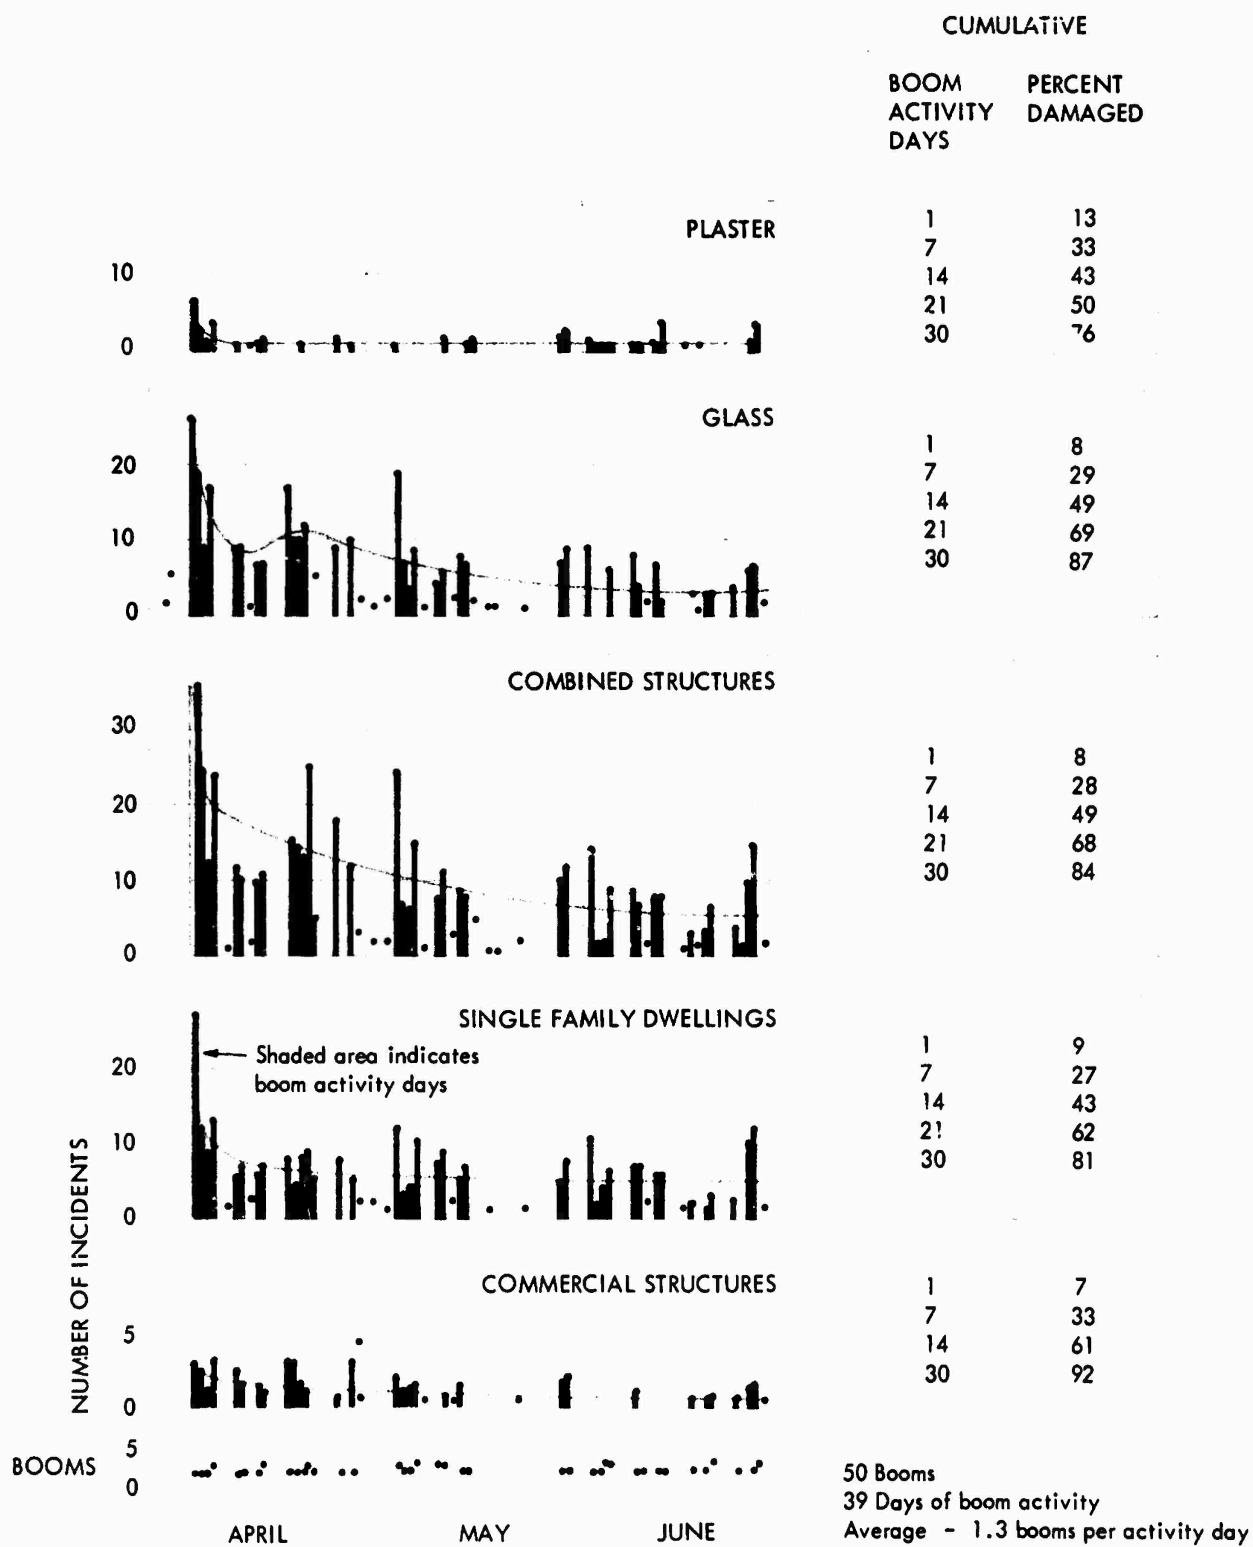 CUMULATIVE
BOOM ACTIVITY DAYS
PERCENT DAMAGED
PLASTER
10
0
1 13
7 33
14 43
21 50
30 76
GLASS
20
10
0
1 8
7 29
14 49
21 69
30 87
COMBINED STRUCTURES
30
20
10
0
1 8
7 28
14 49
21 68
30 84
SINGLE FAMILY DWELLINGS
Shaded area indicates
boom activity days
20
10
0
1 9
7 27
14 43
21 62
30 81
COMMERCIAL STRUCTURES
5
0
1 7
7 33
14 61
30 92
NUMBER OF INCIDENTS
BOOMS
5
0
APRIL MAY JUNE
50 Booms
39 Days of boom activity
Average - 1.3 booms per activity day